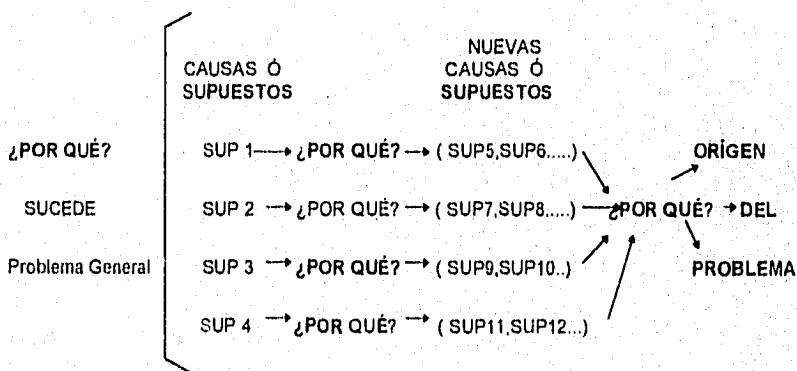 NUEVAS
CAUSAS Ó CAUSAS Ó
SUPUESTOS SUPUESTOS
¿POR QUÉ? SUP 1 ¿POR QUÉ? ( SUP5,SUP6.....) ORÍGEN
SUCEDE SUP 2 ¿POR QUÉ? ( SUP7,SUP8.....) ¿POR QUÉ? DEL
Problema General SUP 3 ¿POR QUÉ? ( SUP9,SUP10..) PROBLEMA
SUP 4 ¿POR QUÉ? ( SUP11,SUP12...)